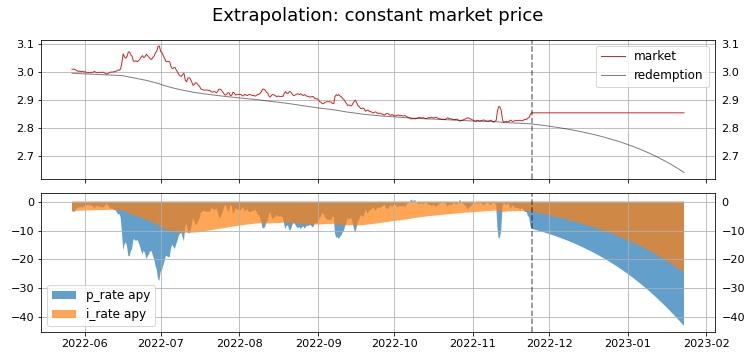 Extrapolation: constant market price
3.1 3.1
3.0 3.0
2.9 2.9
2.8 2.8
2.7 2.7
market
redemption
0 0
−10 −10
−20 −20
−30 −30
−40 −40
p_rate apy
i_rate apy
2022-06 2022-07 2022-08 2022-09 2022-10 2022-11 2022-12 2023-01 2023-02